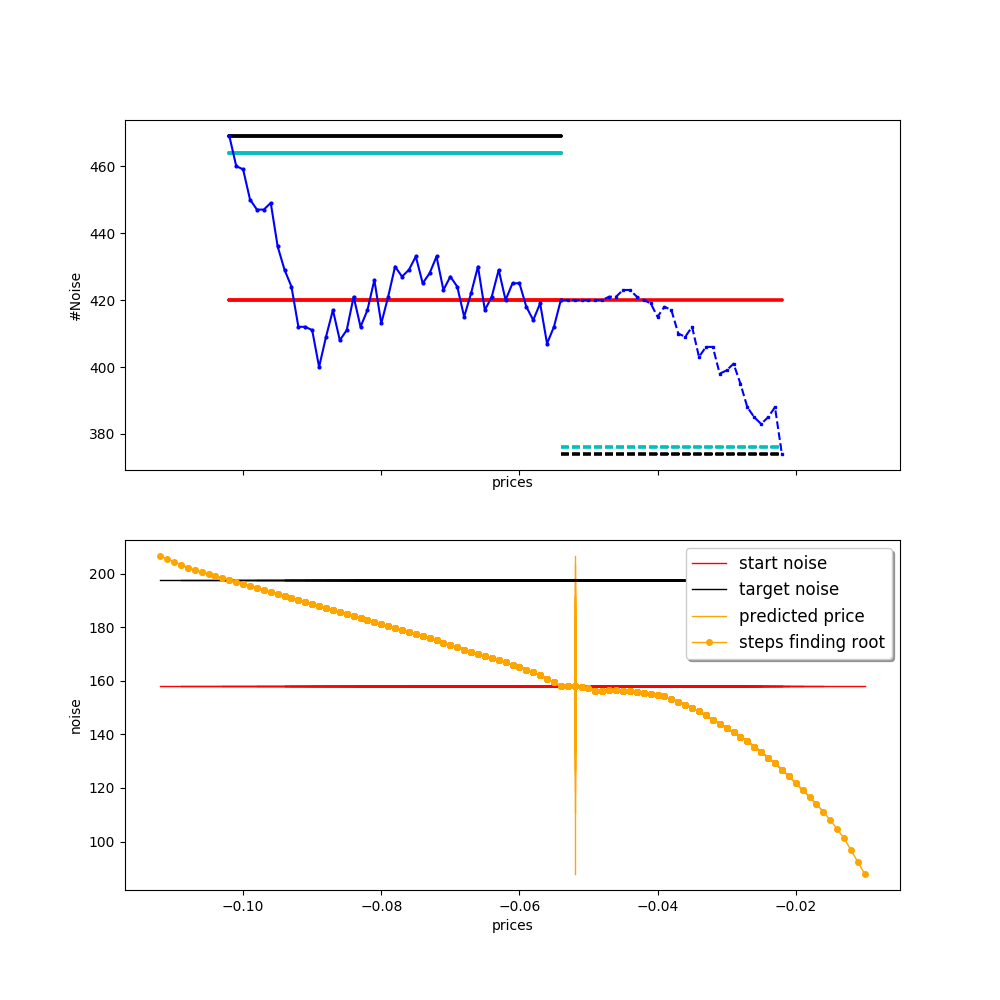 460
440
420
400
380
#Noise
prices
200
180
160
140
120
100
noise
start noise
target noise
predicted price
steps finding root
−0.10
−0.08
−0.06
−0.04
−0.02
prices